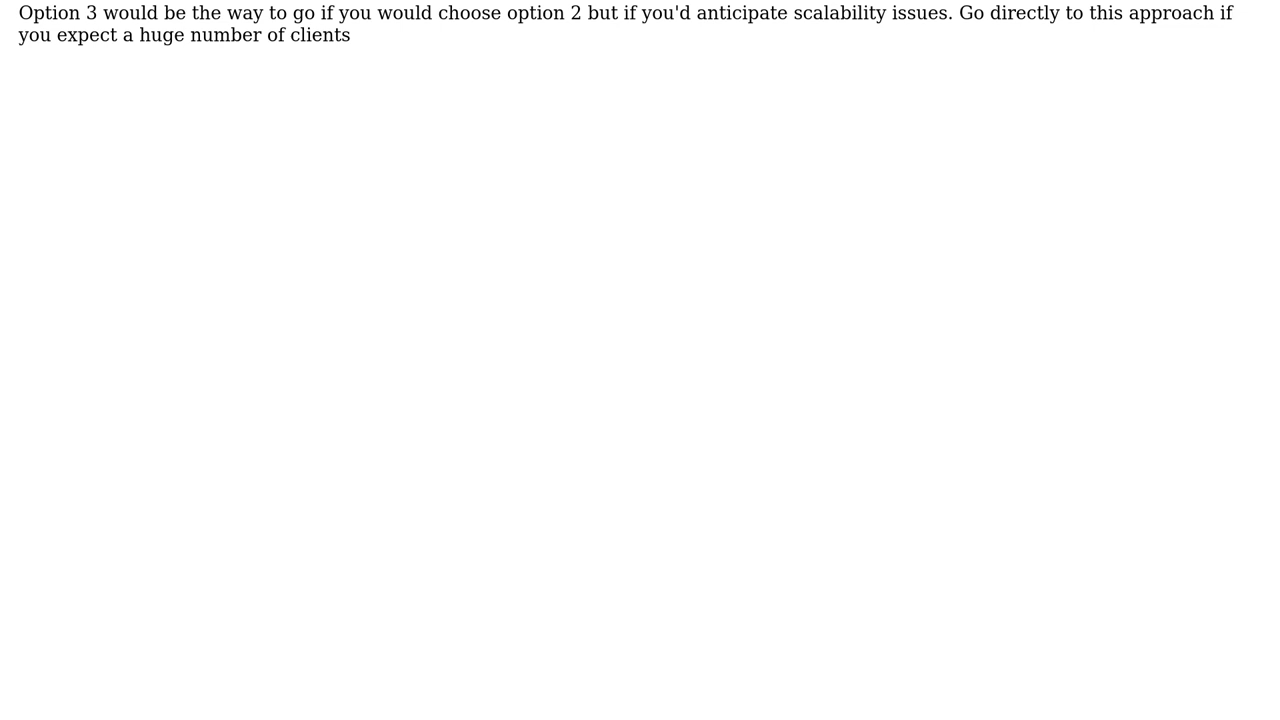 Option 3 would be the way to go if you would choose option 2 but if you'd anticipate scalability issues. Go directly to this approach if
you expect a huge number of clients